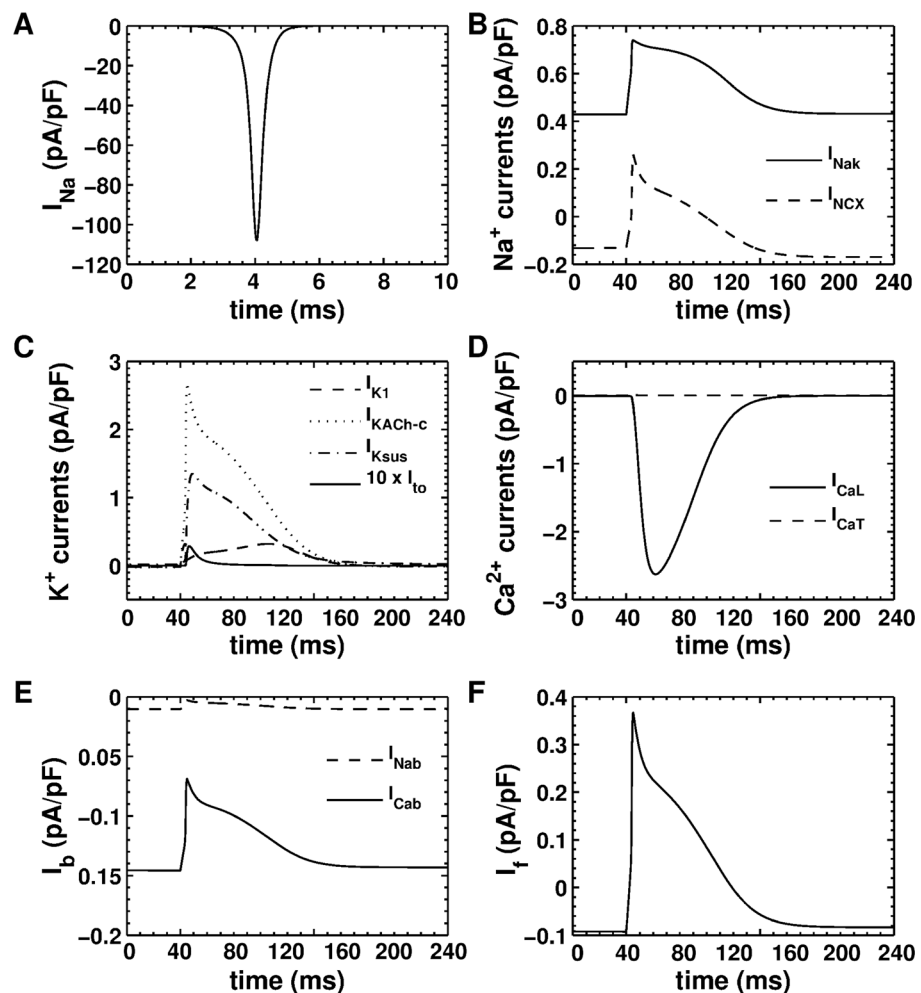 A
I_Na (pA/pF)
0
−20
−40
−60
−80
−100
−120
0 2 4 6 8 10
time (ms)
B
Na⁺ currents (pA/pF)
0.8
0.6
0.4
0.2
0
−0.2
I_Nak
I_NCX
0 40 80 120 160 200 240
time (ms)
C
K⁺ currents (pA/pF)
3
2
1
0
I_K1
I_KACh-c
I_Ksus
10 x I_to
0 40 80 120 160 200 240
time (ms)
D
Ca²⁺ currents (pA/pF)
0
−1
−2
−3
I_CaL
I_CaT
0 40 80 120 160 200 240
time (ms)
E
I_b (pA/pF)
0
0.05
−0.1
0.15
−0.2
I_Nab
I_Cab
0 40 80 120 160 200 240
time (ms)
F
I_f (pA/pF)
0.4
0.3
0.2
0.1
0
−0.1
0 40 80 120 160 200 240
time (ms)